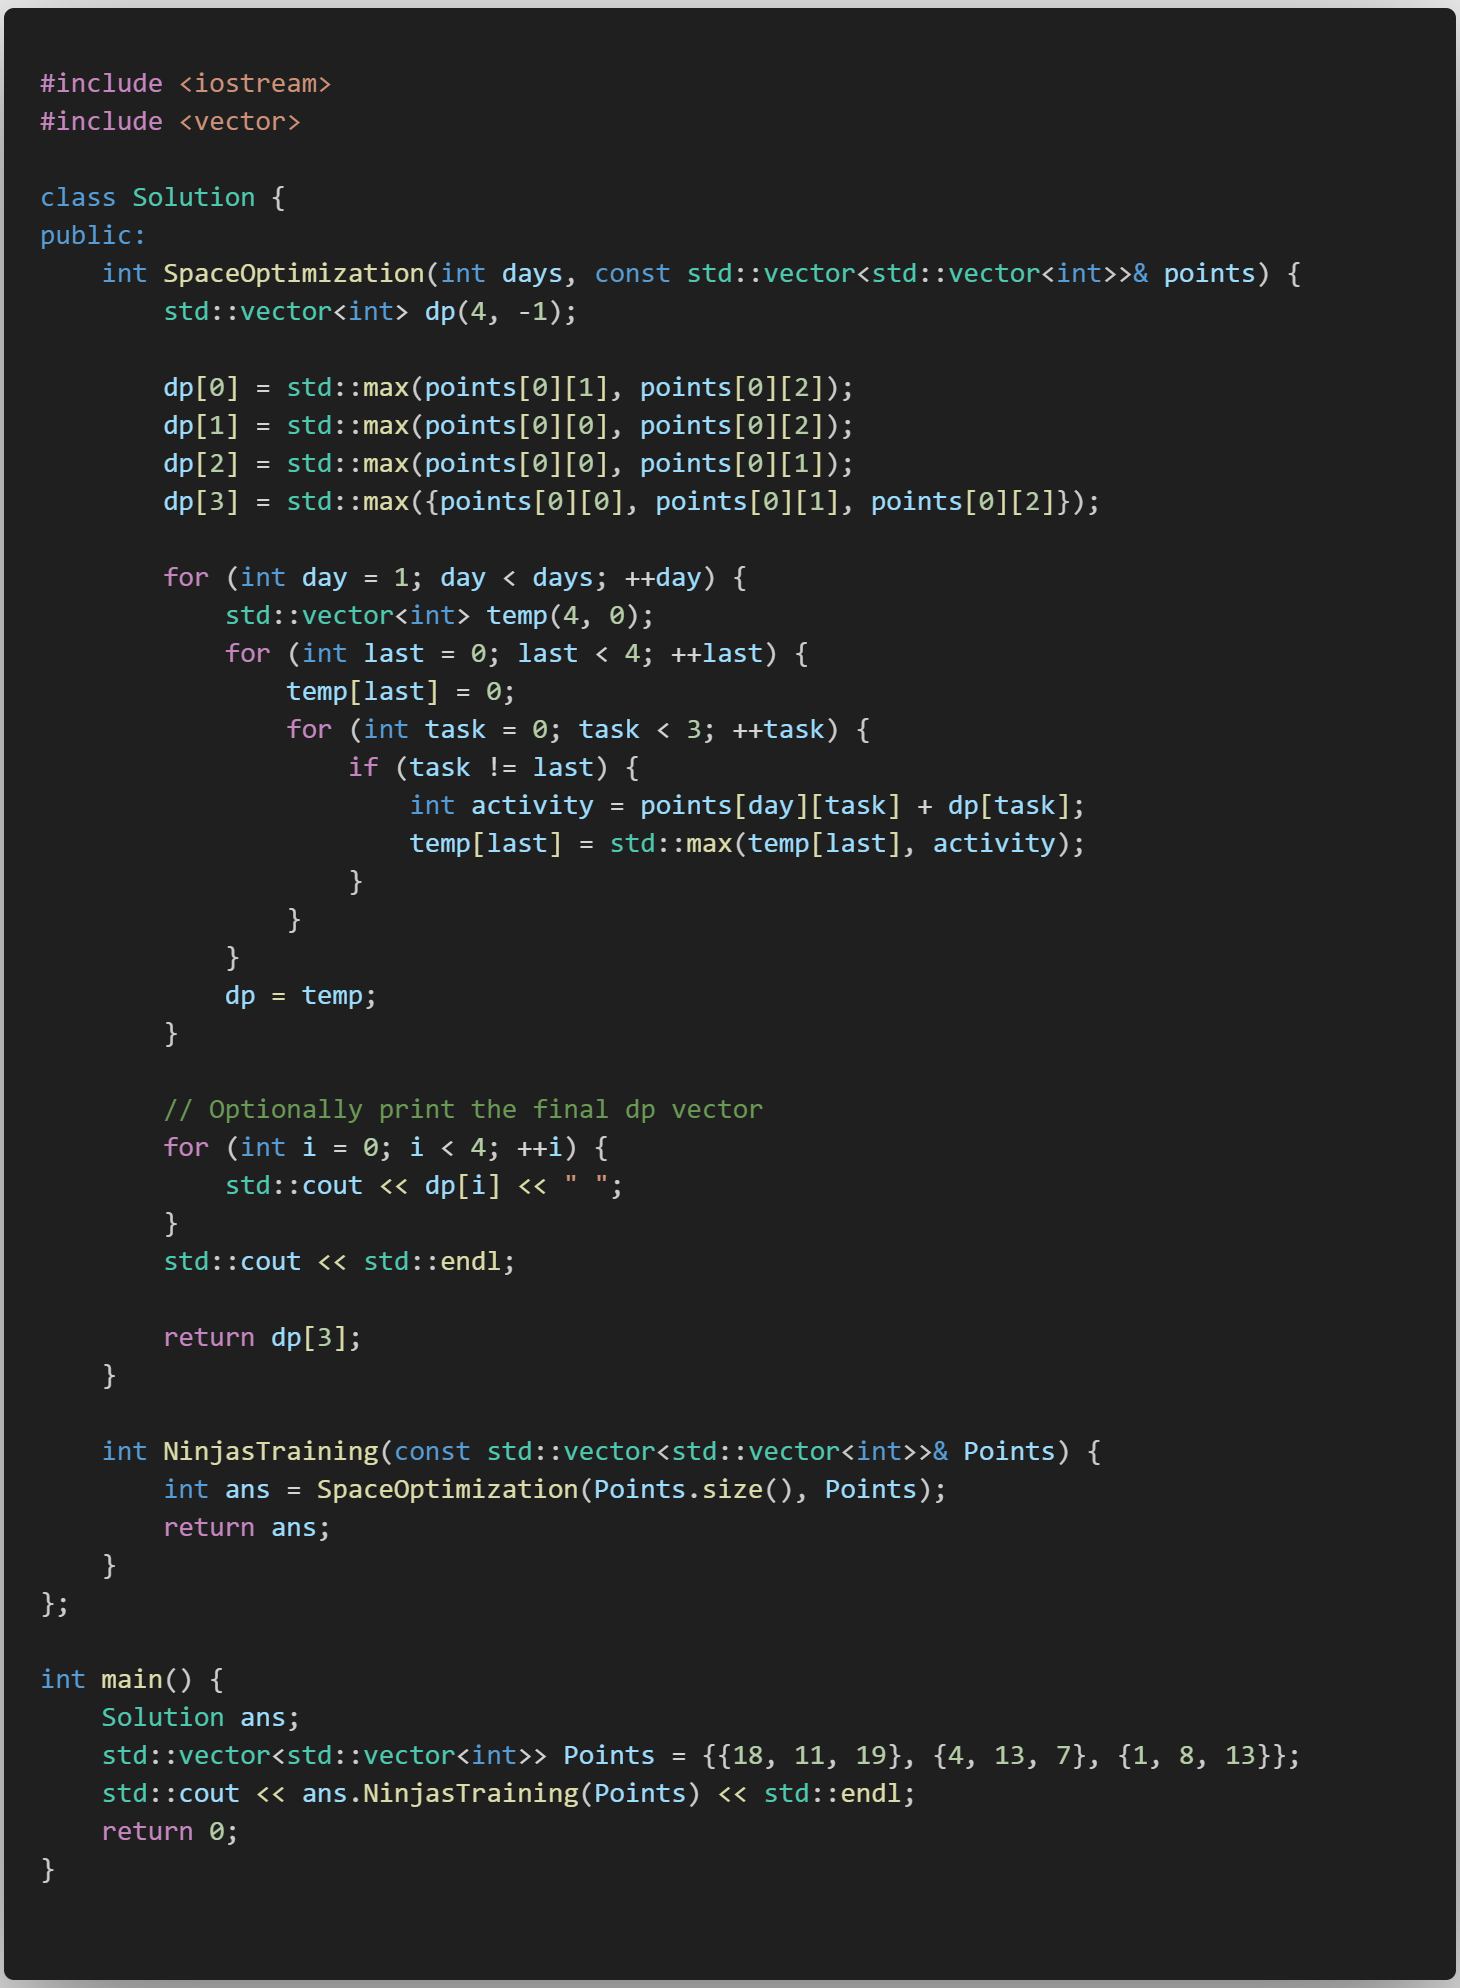 #include <iostream>
#include <vector>

class Solution {
public:
    int SpaceOptimization(int days, const std::vector<std::vector<int>>& points) {
        std::vector<int> dp(4, -1);

        dp[0] = std::max(points[0][1], points[0][2]);
        dp[1] = std::max(points[0][0], points[0][2]);
        dp[2] = std::max(points[0][0], points[0][1]);
        dp[3] = std::max({points[0][0], points[0][1], points[0][2]});

        for (int day = 1; day < days; ++day) {
            std::vector<int> temp(4, 0);
            for (int last = 0; last < 4; ++last) {
                temp[last] = 0;
                for (int task = 0; task < 3; ++task) {
                    if (task != last) {
                        int activity = points[day][task] + dp[task];
                        temp[last] = std::max(temp[last], activity);
                    }
                }
            }
            dp = temp;
        }

        // Optionally print the final dp vector
        for (int i = 0; i < 4; ++i) {
            std::cout << dp[i] << " ";
        }
        std::cout << std::endl;

        return dp[3];
    }

    int NinjasTraining(const std::vector<std::vector<int>>& Points) {
        int ans = SpaceOptimization(Points.size(), Points);
        return ans;
    }
};

int main() {
    Solution ans;
    std::vector<std::vector<int>> Points = {{18, 11, 19}, {4, 13, 7}, {1, 8, 13}};
    std::cout << ans.NinjasTraining(Points) << std::endl;
    return 0;
}